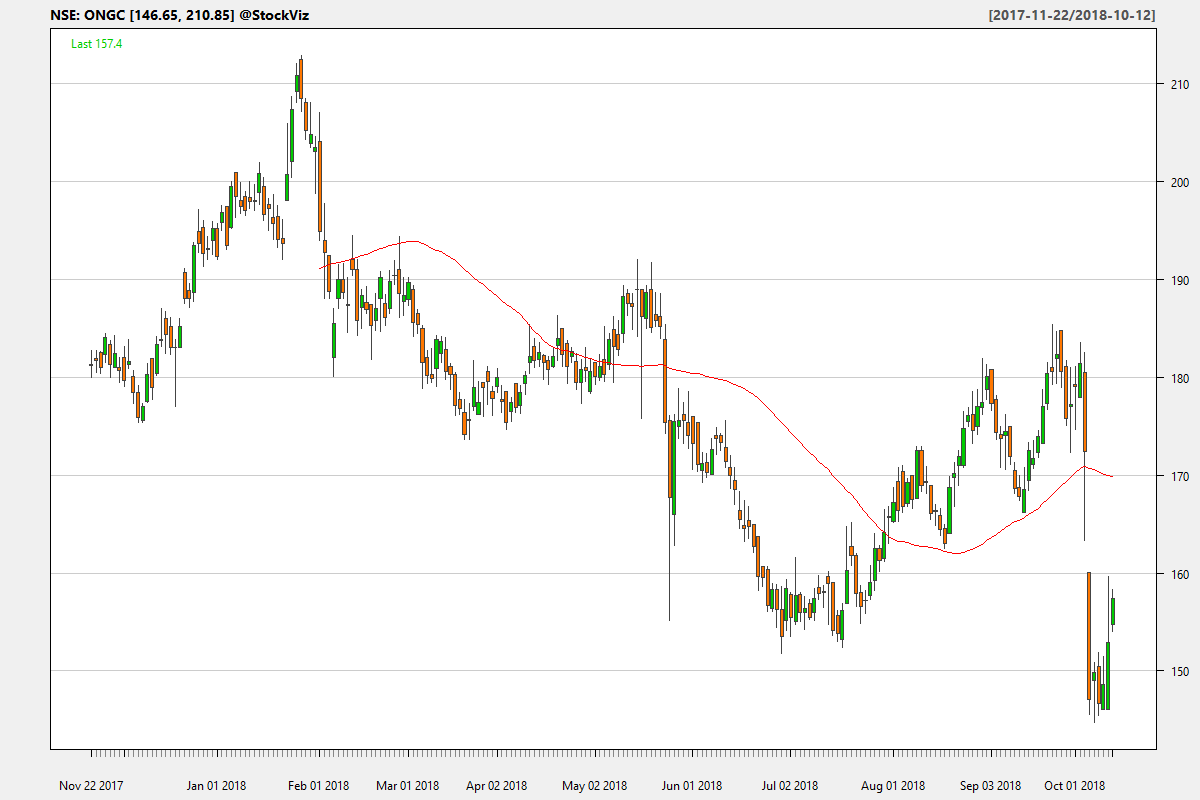 NSE: ONGC [146.65, 210.85] @StockViz
[2017-11-22/2018-10-12]
Last 157.4
210
200
190
180
170
160
150
Nov 22 2017
Jan 01 2018
Feb 01 2018
Mar 01 2018
Apr 02 2018
May 02 2018
Jun 01 2018
Jul 02 2018
Aug 01 2018
Sep 03 2018
Oct 01 2018